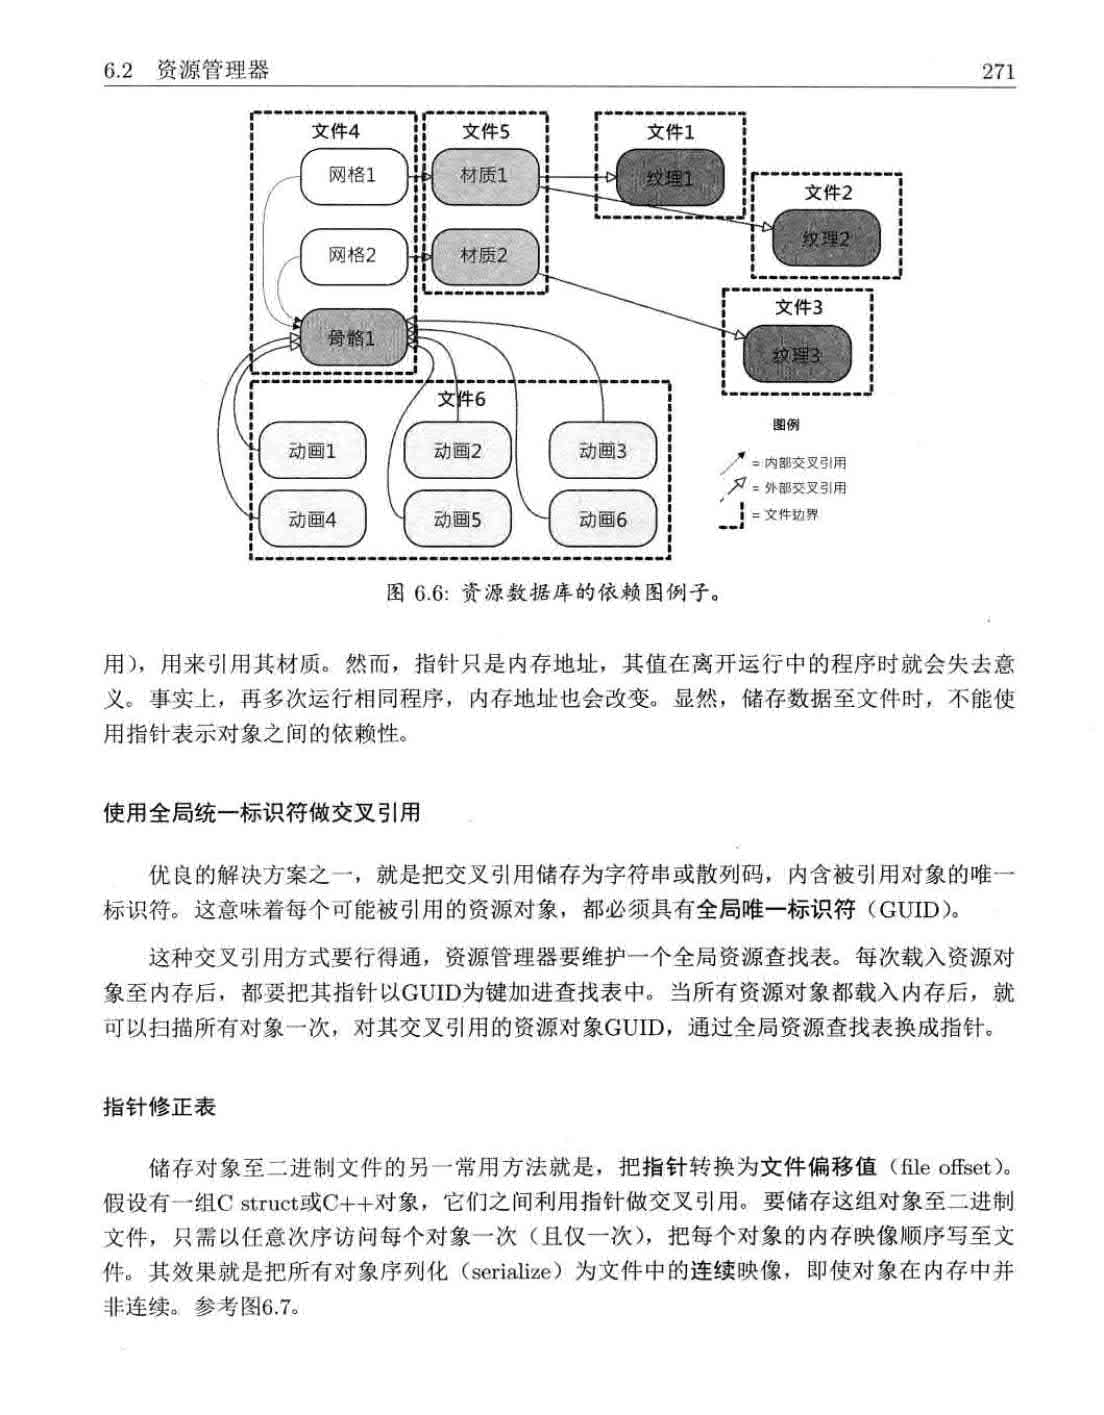 6.2 资源管理器 271
文件4 文件5 文件1
网格1 材质1 纹理1
文件2
纹理2
网格2 材质2
文件3
骨骼1 纹理3
文件6
图例
动画1 动画2 动画3
= 内部交叉引用
= 外部交叉引用
动画4 动画5 动画6
= 文件边界
图 6.6: 资源数据库的依赖图例子。
用），用来引用其材质。然而，指针只是内存地址，其值在离开运行中的程序时就会失去意
义。事实上，再多次运行相同程序，内存地址也会改变。显然，储存数据至文件时，不能使
用指针表示对象之间的依赖性。
使用全局统一标识符做交叉引用
优良的解决方案之一，就是把交叉引用储存为字符串或散列码，内含被引用对象的唯一
标识符。这意味着每个可能被引用的资源对象，都必须具有全局唯一标识符（GUID）。
这种交叉引用方式要行得通，资源管理器要维护一个全局资源查找表。每次载入资源对
象至内存后，都要把其指针以GUID为键加进查找表中。当所有资源对象都载入内存后，就
可以扫描所有对象一次，对其交叉引用的资源对象GUID，通过全局资源查找表换成指针。
指针修正表
储存对象至二进制文件的另一常用方法就是，把指针转换为文件偏移值（file offset）。
假设有一组C struct或C++对象，它们之间利用指针做交叉引用。要储存这组对象至二进制
文件，只需以任意次序访问每个对象一次（且仅一次），把每个对象的内存映像顺序写至文
件。其效果就是把所有对象序列化（serialize）为文件中的连续映像，即使对象在内存中并
非连续。参考图6.7。